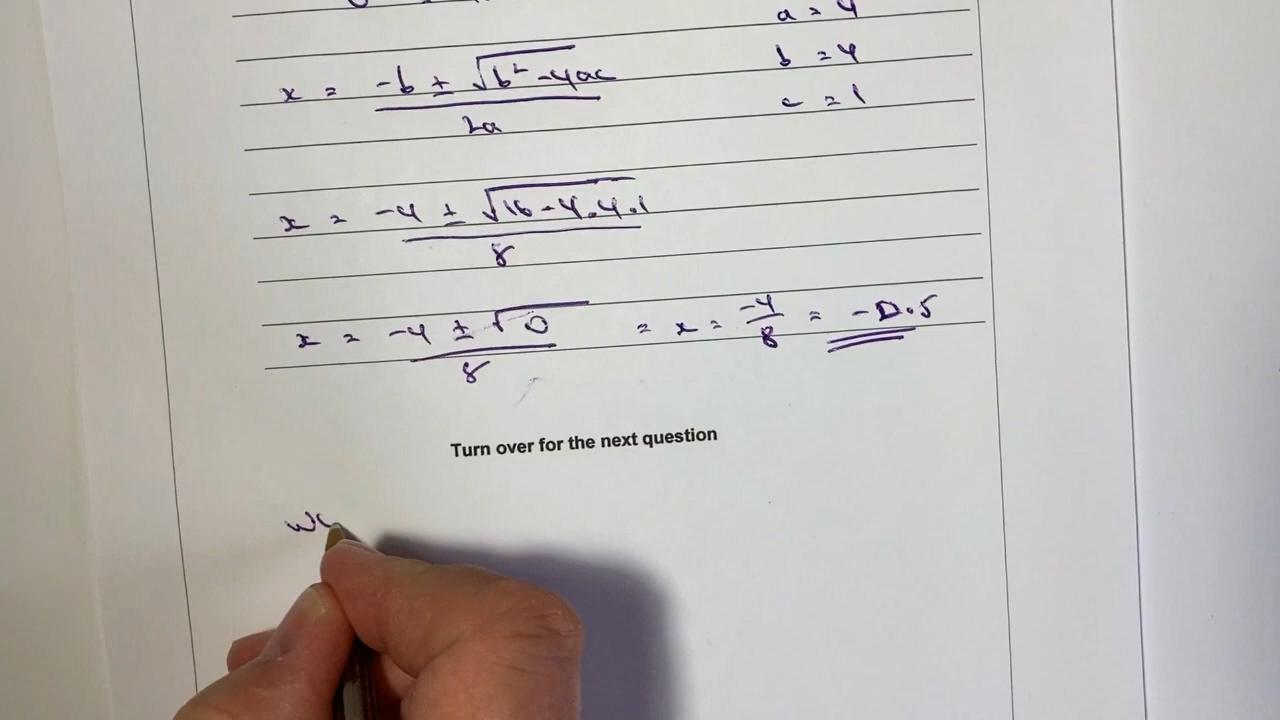 a = 4
b = 4
c = 1
x = -b ± √b² - 4ac
2a
x = -4 ± √16 - 4.4.1
8
x = -4 ± √0 = x = -4/8 = -0.5
8
Turn over for the next question